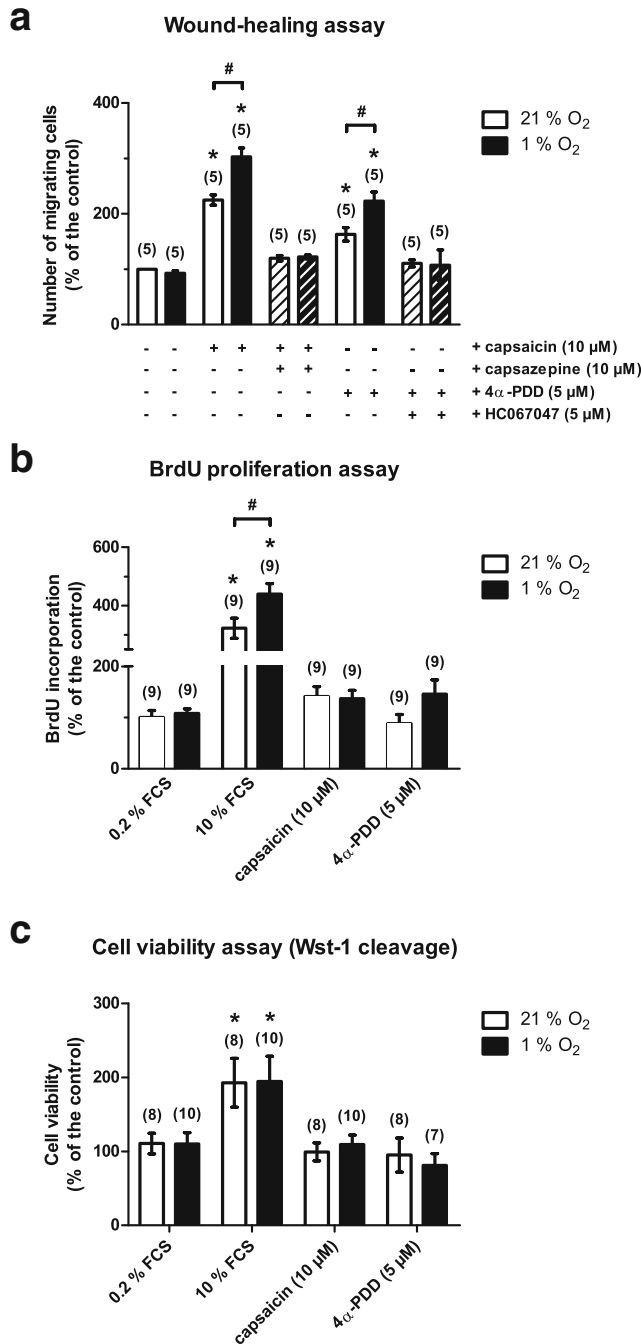 a
Wound-healing assay
#
#
* * * *
(5) (5) (5) (5) (5) (5) (5) (5) (5) (5)
400
200
0
Number of migrating cells
(% of the control)
21 % O2
1 % O2
- - + + + + - - - - + capsaicin (10 µM)
- - - - + + - - - - + capsazepine (10 µM)
- - - - - - + + + + + 4α-PDD (5 µM)
- - - - - - - - + + + HC067047 (5 µM)
b
BrdU proliferation assay
#
* *
(9) (9) (9) (9) (9) (9) (9) (9)
600
400
200
0
BrdU incorporation
(% of the control)
21 % O2
1 % O2
0.2 % FCS
10 % FCS
capsaicin (10 µM)
4α-PDD (5 µM)
c
Cell viability assay (Wst-1 cleavage)
* *
(8) (10) (8) (10) (8) (10) (8) (7)
300
200
100
0
Cell viability
(% of the control)
21 % O2
1 % O2
0.2 % FCS
10 % FCS
capsaicin (10 µM)
4α-PDD (5 µM)